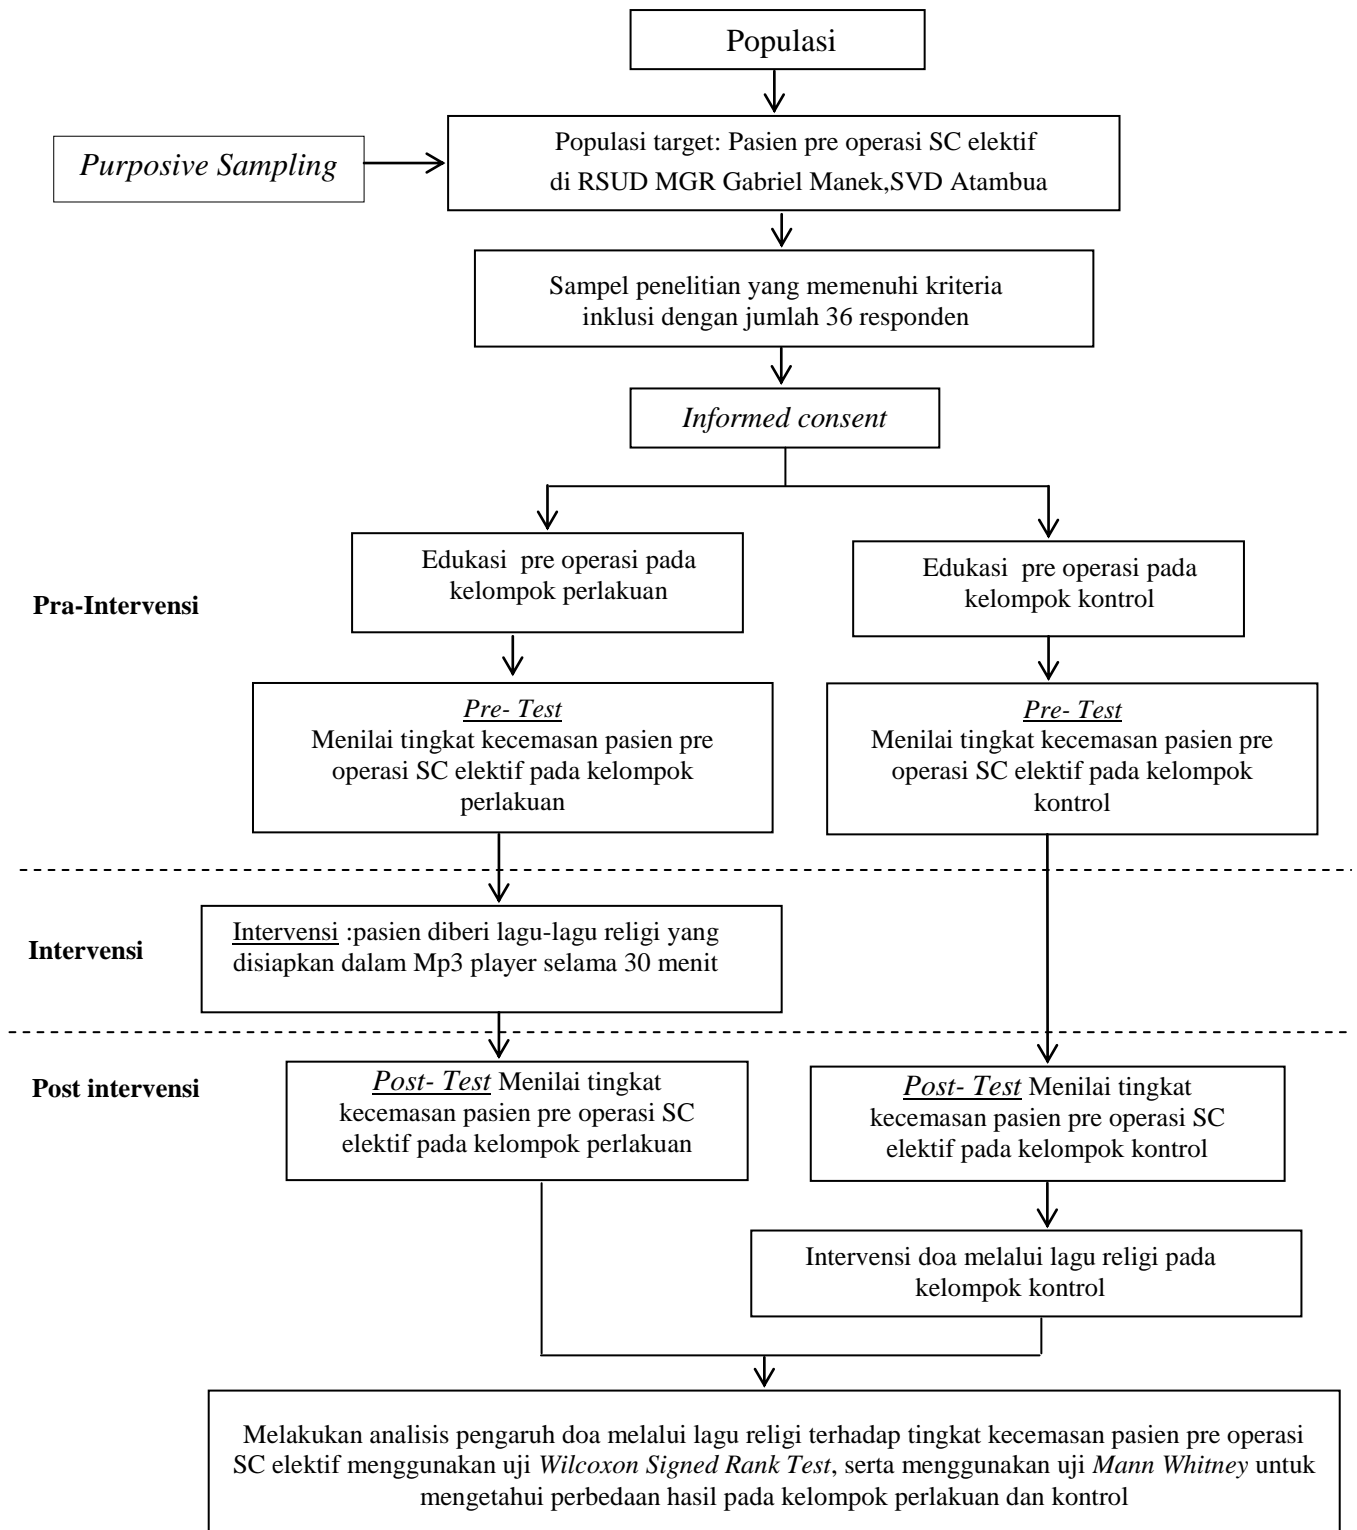 Populasi
Purposive Sampling
Populasi target: Pasien pre operasi SC elektif
di RSUD MGR Gabriel Manek,SVD Atambua
Sampel penelitian yang memenuhi kriteria
inklusi dengan jumlah 36 responden
Informed consent
Pra-Intervensi
Edukasi  pre operasi pada
kelompok perlakuan
Edukasi  pre operasi pada
kelompok kontrol
Pre- Test
Menilai tingkat kecemasan pasien pre
operasi SC elektif pada kelompok
perlakuan
Pre- Test
Menilai tingkat kecemasan pasien pre
operasi SC elektif pada kelompok
kontrol
Intervensi
Intervensi :pasien diberi lagu-lagu religi yang
disiapkan dalam Mp3 player selama 30 menit
Post intervensi
Post- Test Menilai tingkat
kecemasan pasien pre operasi SC
elektif pada kelompok perlakuan
Post- Test Menilai tingkat
kecemasan pasien pre operasi SC
elektif pada kelompok kontrol
Intervensi doa melalui lagu religi pada
kelompok kontrol
Melakukan analisis pengaruh doa melalui lagu religi terhadap tingkat kecemasan pasien pre operasi
SC elektif menggunakan uji Wilcoxon Signed Rank Test, serta menggunakan uji Mann Whitney untuk
mengetahui perbedaan hasil pada kelompok perlakuan dan kontrol